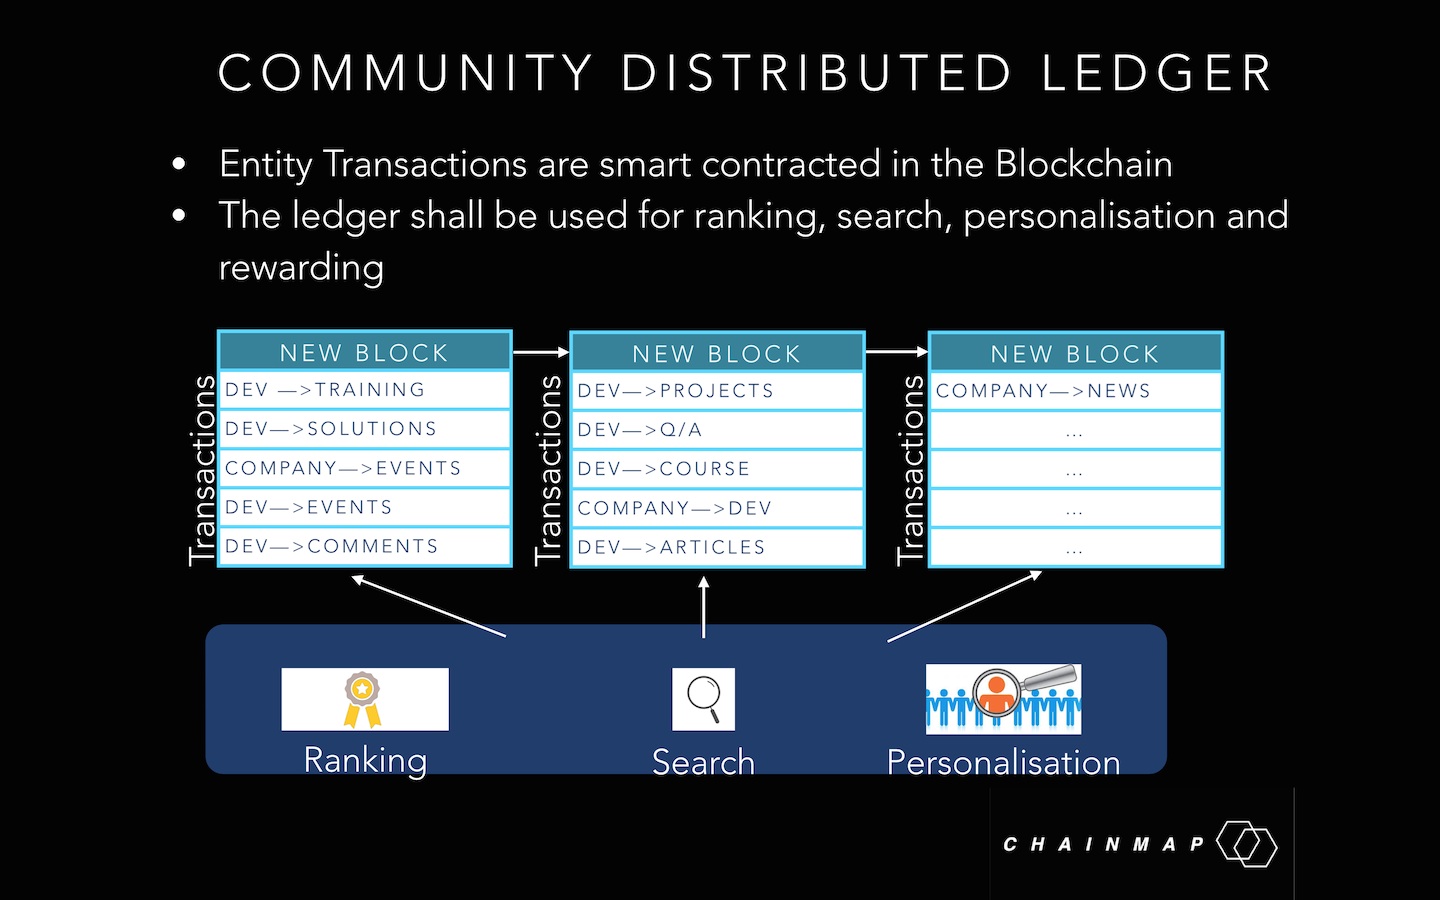 COMMUNITY DISTRIBUTED LEDGER
• Entity Transactions are smart contracted in the Blockchain
• The ledger shall be used for ranking, search, personalisation and
rewarding
Transactions
NEW BLOCK
DEV —>TRAINING
DEV—>SOLUTIONS
COMPANY—>EVENTS
DEV—>EVENTS
DEV—>COMMENTS
Transactions
NEW BLOCK
DEV—>PROJECTS
DEV—>Q/A
DEV—>COURSE
COMPANY—>DEV
DEV—>ARTICLES
Transactions
NEW BLOCK
COMPANY—>NEWS
...
...
...
...
Ranking
Search
Personalisation
CHAINMAP